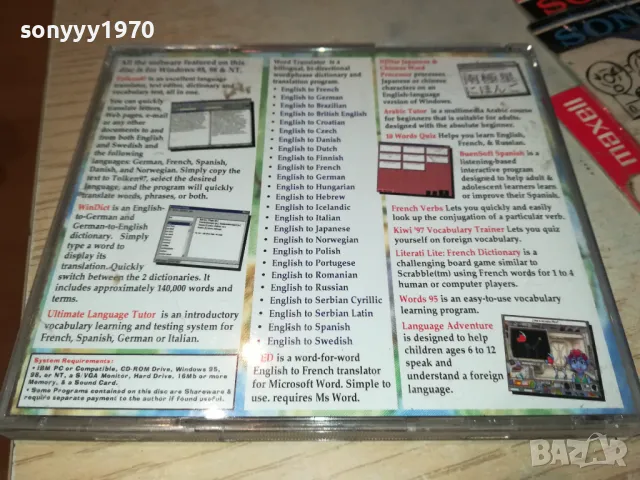 sonyyy1970
All the software featured on this
disc is for Windows 95, 98 & NT.
translator, text editor, dictionary and
vocabulary test, all in one.
You can quickly
translate letters,
Web pages, e-mail
or any other
documents to and
from both English
and Swedish and
the following
languages: German, French, Spanish,
Danish, and Norwegian. Simply copy the
text to Tolken97, select the desired
language, and the program will quickly
translate words, phrases, or both.
WinDict is an English-
to-German and
German-to-English
dictionary. Simply
type a word to
display its
translation. Quickly
switch between the 2 dictionaries. It
includes approximately 140,000 words and
terms.
Ultimate Language Tutor is an introductory
vocabulary learning and testing system for
French, Spanish, German or Italian.
System Requirements:
• IBM PC or Compatible, CD-ROM Drive, Windows 95,
98, or NT, a S/VGA Monitor, Hard Drive, 16Mb or more
Memory, & a Sound Card.
• Some Programs contained on this disc are Shareware &
require separate payment to the author if found useful.
Word Translator is a
bilingual, bi-directional
word/phrase dictionary and
translation program.
• English to French
• English to German
• English to Brazilian
• English to British English
• English to Croatian
• English to Czech
• English to Danish
• English to Dutch
• English to Finnish
• English to French
• English to German
• English to Hungarian
• English to Hebrew
• English to Icelandic
• English to Italian
• English to Japanese
• English to Norwegian
• English to Polish
• English to Portugese
• English to Romanian
• English to Russian
• English to Serbian Cyrillic
• English to Serbian Latin
• English to Spanish
• English to Swedish
is a word-for-word
English to French translator
for Microsoft Word. Simple to
use. requires Ms Word.
Japanese &
Chinese Word
Processor processes
Japanese or chinese
characters on an
English-language
version of Windows.
Arabic Tutor is a multimedia Arabic course
for beginners that is suitable for adults.
designed with the absolute beginner.
10 Words Quiz Helps you learn English,
French, & Russian.
BuenSoft Spanish is a
listening-based
interactive program
designed to help adult &
adolescent learners learn
or improve their Spanish.
French Verbs Lets you quickly and easily
look up the conjugation of a particular verb.
Kiwi '97 Vocabulary Trainer Lets you quiz
yourself on foreign vocabulary.
Literati Lite: French Dictionary is a
challenging board game similar to
Scrabble(tm) using French words for 1 to 4
human or computer players.
Words 95 is an easy-to-use vocabulary
learning program.
Language Adventure
is designed to help
children ages 6 to 12
speak and
understand a foreign
language.
maxell
BAZAR
bg